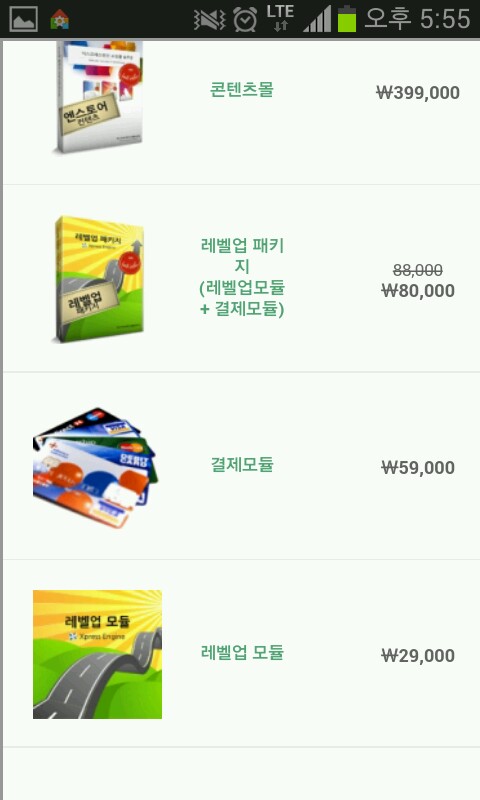 LTE
오후 5:55
엔스토어
컨텐츠
콘텐츠몰
₩399,000
레벨업 패키지
레벨업
패키지
레벨업 패키
지
(레벨업모듈
+ 결제모듈)
88,000
₩80,000
결제모듈
₩59,000
레벨업 모듈
Xpress Engine
레벨업 모듈
₩29,000